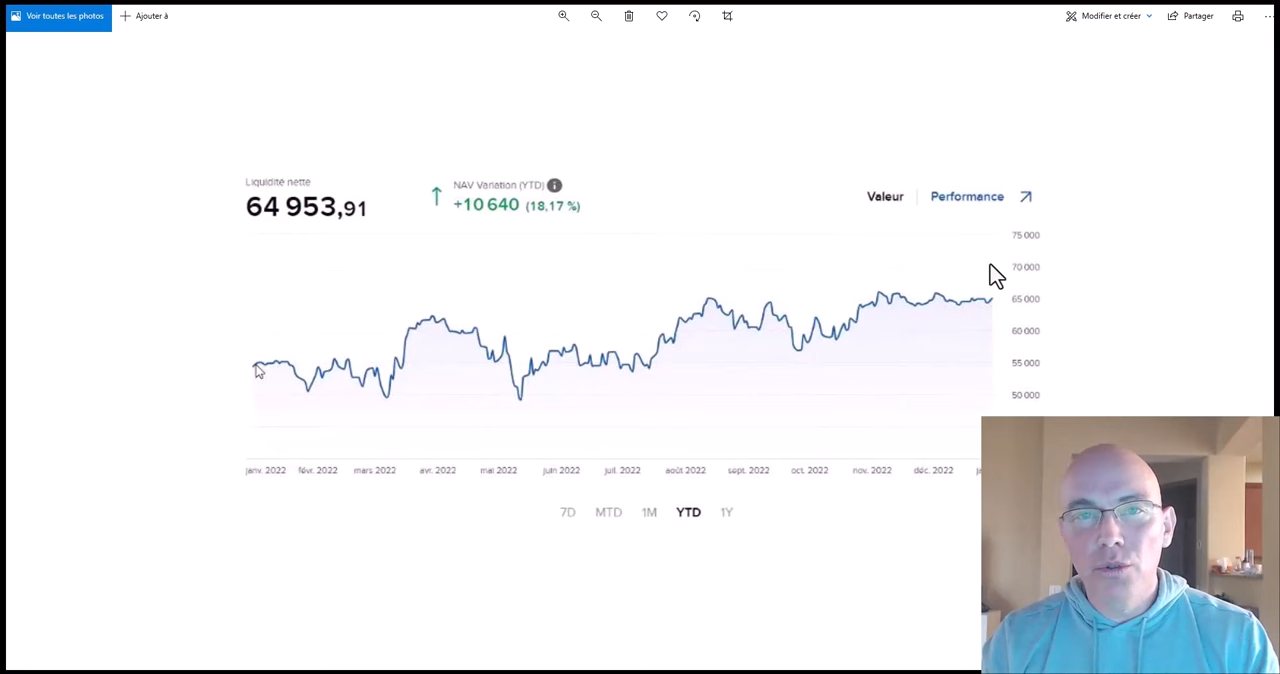 Voir toutes les photos
Ajouter à
Modifier et créer
Partager
Liquidité nette
64 953,91
NAV Variation (YTD)
+10 640 (18,17 %)
Valeur
Performance
75 000
70 000
65 000
60 000
55 000
50 000
janv. 2022 févr. 2022 mars 2022 avr. 2022 mai 2022 juin 2022 juil. 2022 août 2022 sept. 2022 oct. 2022 nov. 2022 déc. 2022
7D MTD 1M YTD 1Y